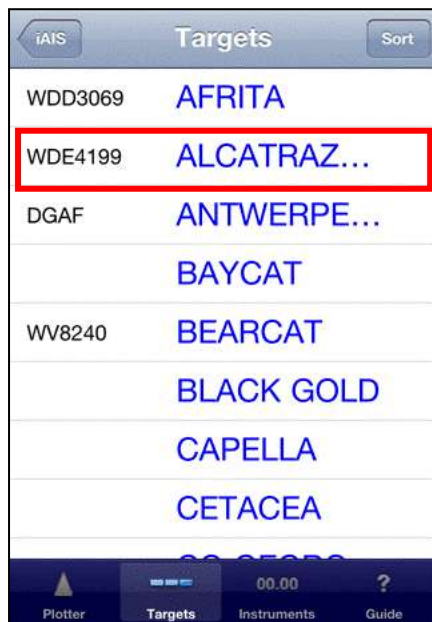 iAIS Targets Sort
WDD3069 AFRITA
WDE4199 ALCATRAZ...
DGAF ANTWERPE...
BAYCAT
WV8240 BEARCAT
BLACK GOLD
CAPELLA
CETACEA
00.00 ?
Plotter Targets Instruments Guide